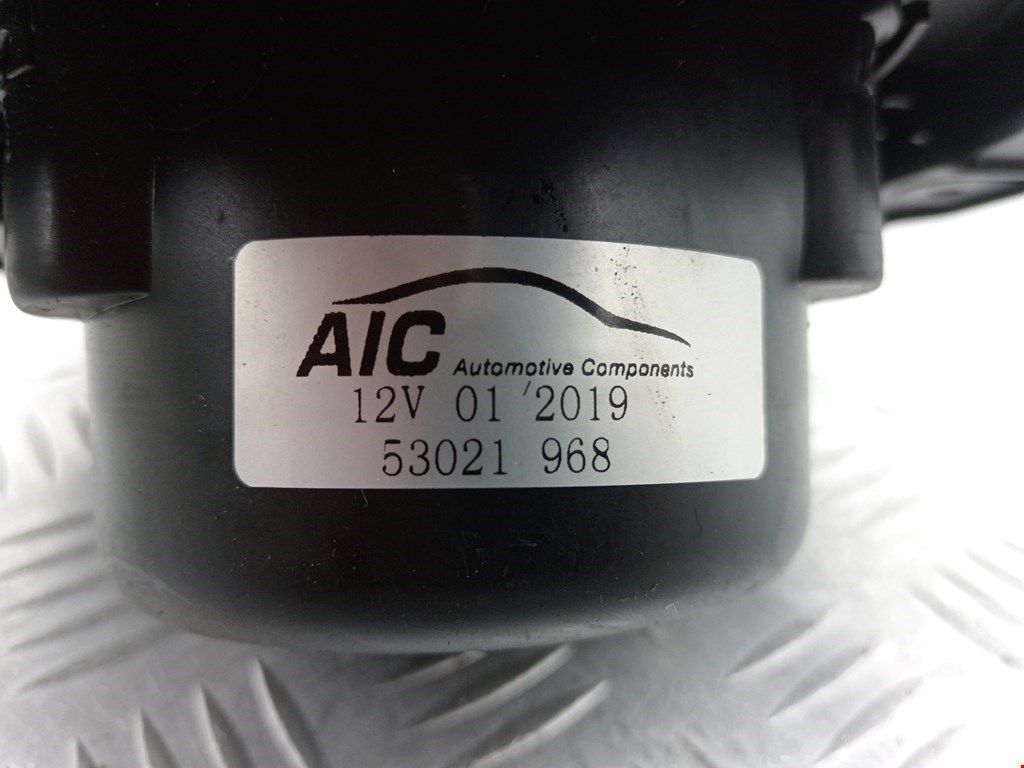 AIC Automotive Components
12V 01 '2019
53021 968